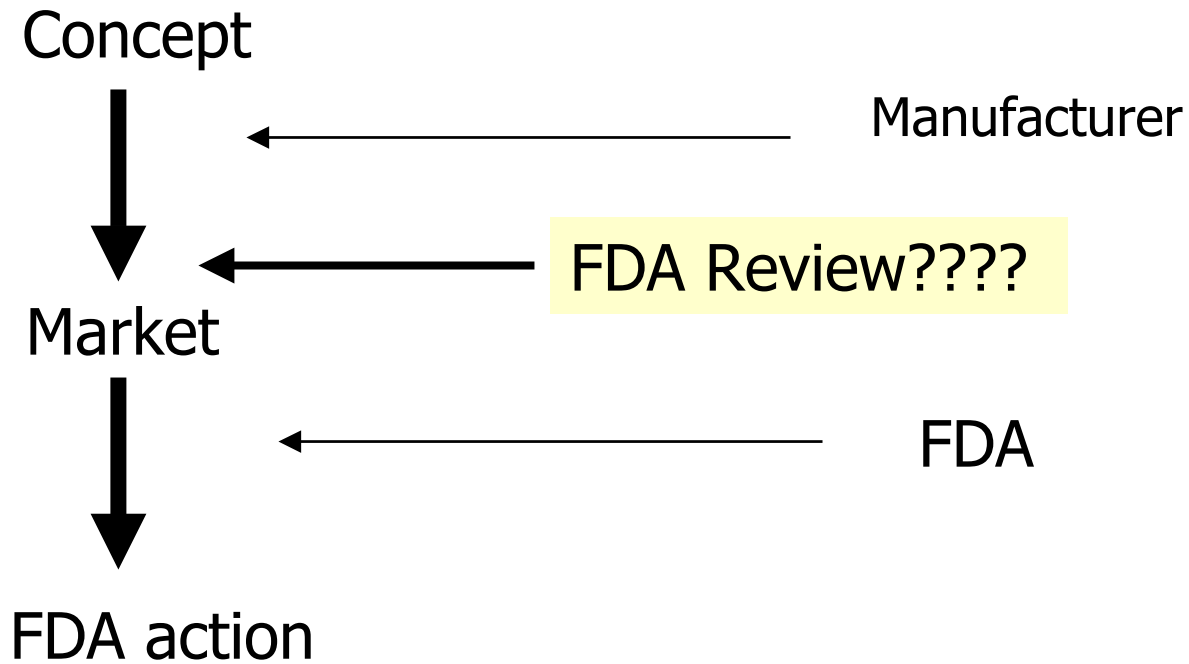 Concept
Manufacturer
FDA Review????
Market
FDA
FDA action